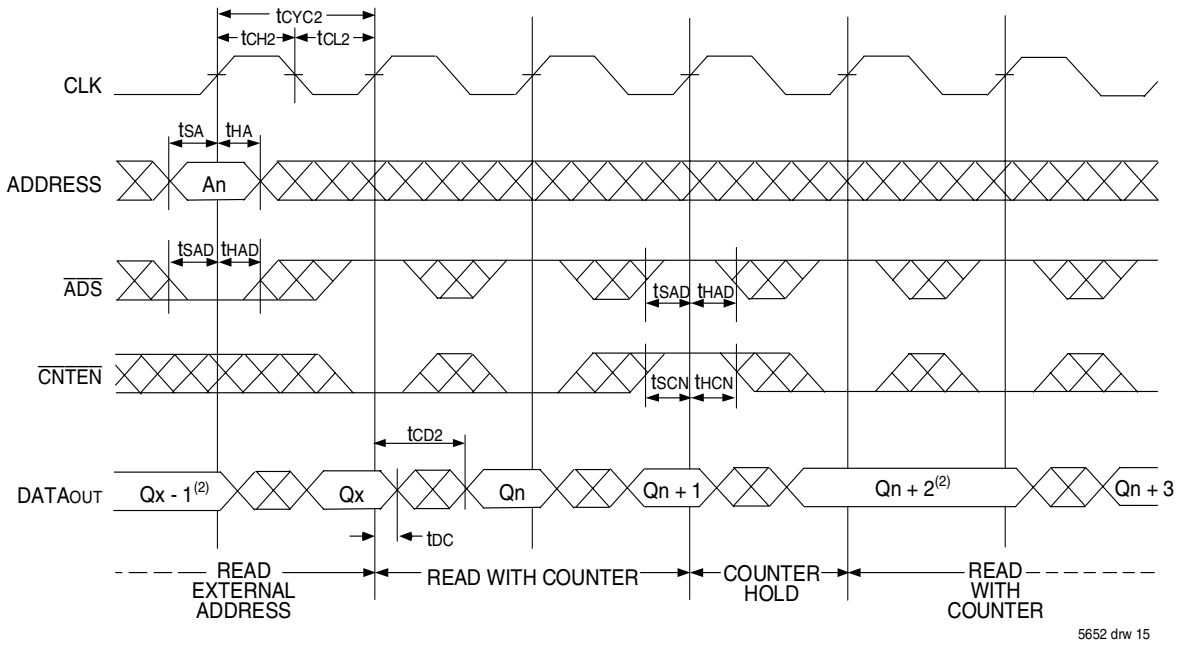 tCYC2
tCH2 tCL2
CLK
tSA tHA
ADDRESS An
tSAD tHAD
ADS
tSAD tHAD
CNTEN
tSCN tHCN
tCD2
DATAOUT Qx - 1(2) Qx Qn Qn + 1 Qn + 2(2) Qn + 3
tDC
READ EXTERNAL ADDRESS
READ WITH COUNTER
COUNTER HOLD
READ WITH COUNTER
5652 drw 15